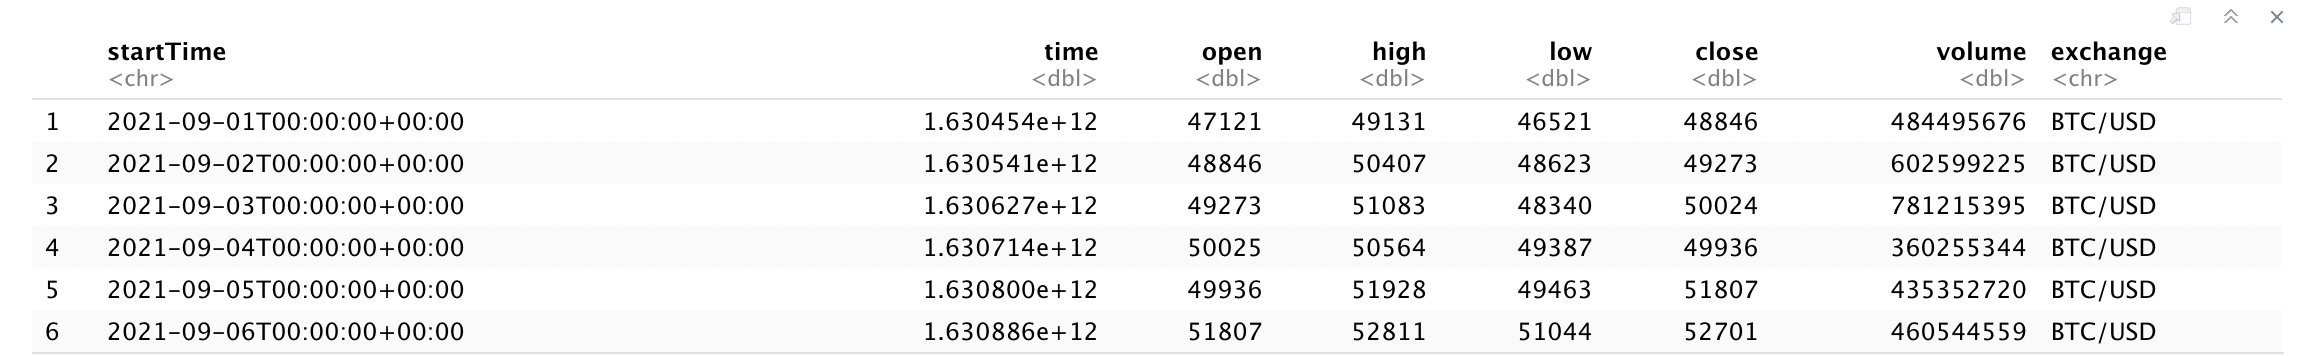 startTime time open high low close volume exchange
<chr> <dbl> <dbl> <dbl> <dbl> <dbl> <dbl> <chr>
1 2021-09-01T00:00:00+00:00 1.630454e+12 47121 49131 46521 48846 484495676 BTC/USD
2 2021-09-02T00:00:00+00:00 1.630541e+12 48846 50407 48623 49273 602599225 BTC/USD
3 2021-09-03T00:00:00+00:00 1.630627e+12 49273 51083 48340 50024 781215395 BTC/USD
4 2021-09-04T00:00:00+00:00 1.630714e+12 50025 50564 49387 49936 360255344 BTC/USD
5 2021-09-05T00:00:00+00:00 1.630800e+12 49936 51928 49463 51807 435352720 BTC/USD
6 2021-09-06T00:00:00+00:00 1.630886e+12 51807 52811 51044 52701 460544559 BTC/USD